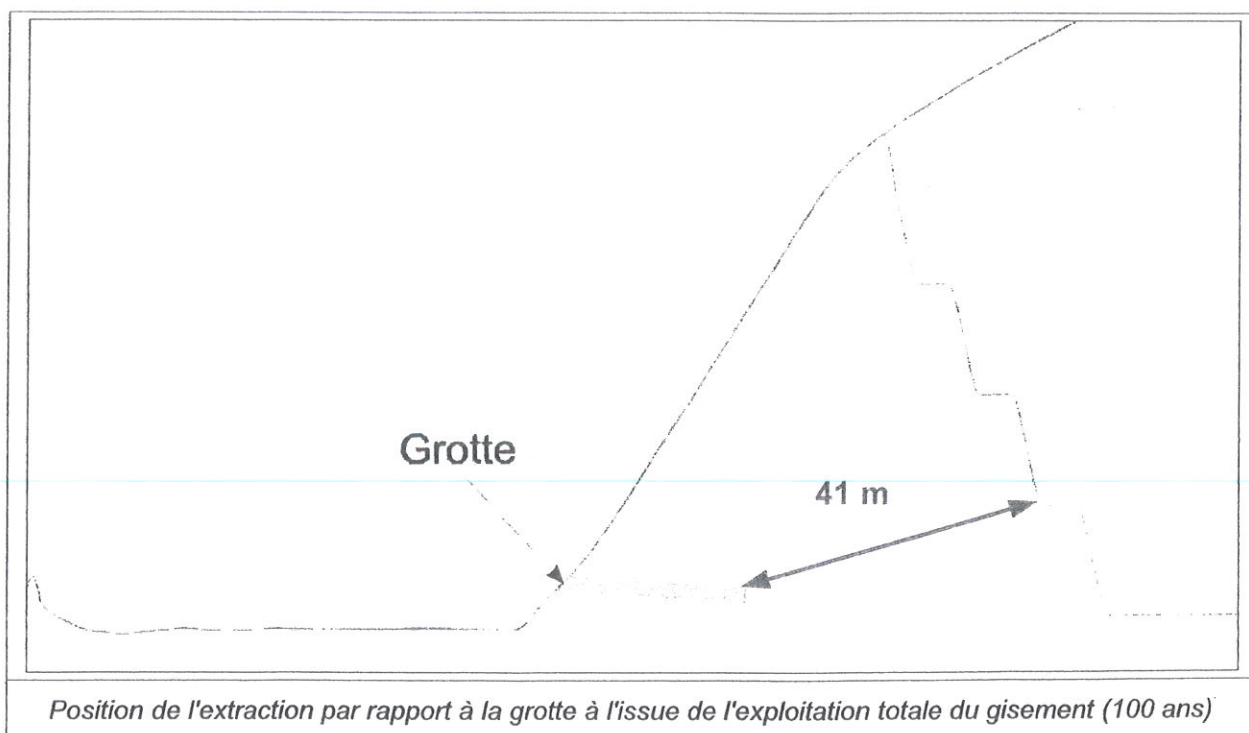 Grotte
41 m
Position de l'extraction par rapport à la grotte à l'issue de l'exploitation totale du gisement (100 ans)